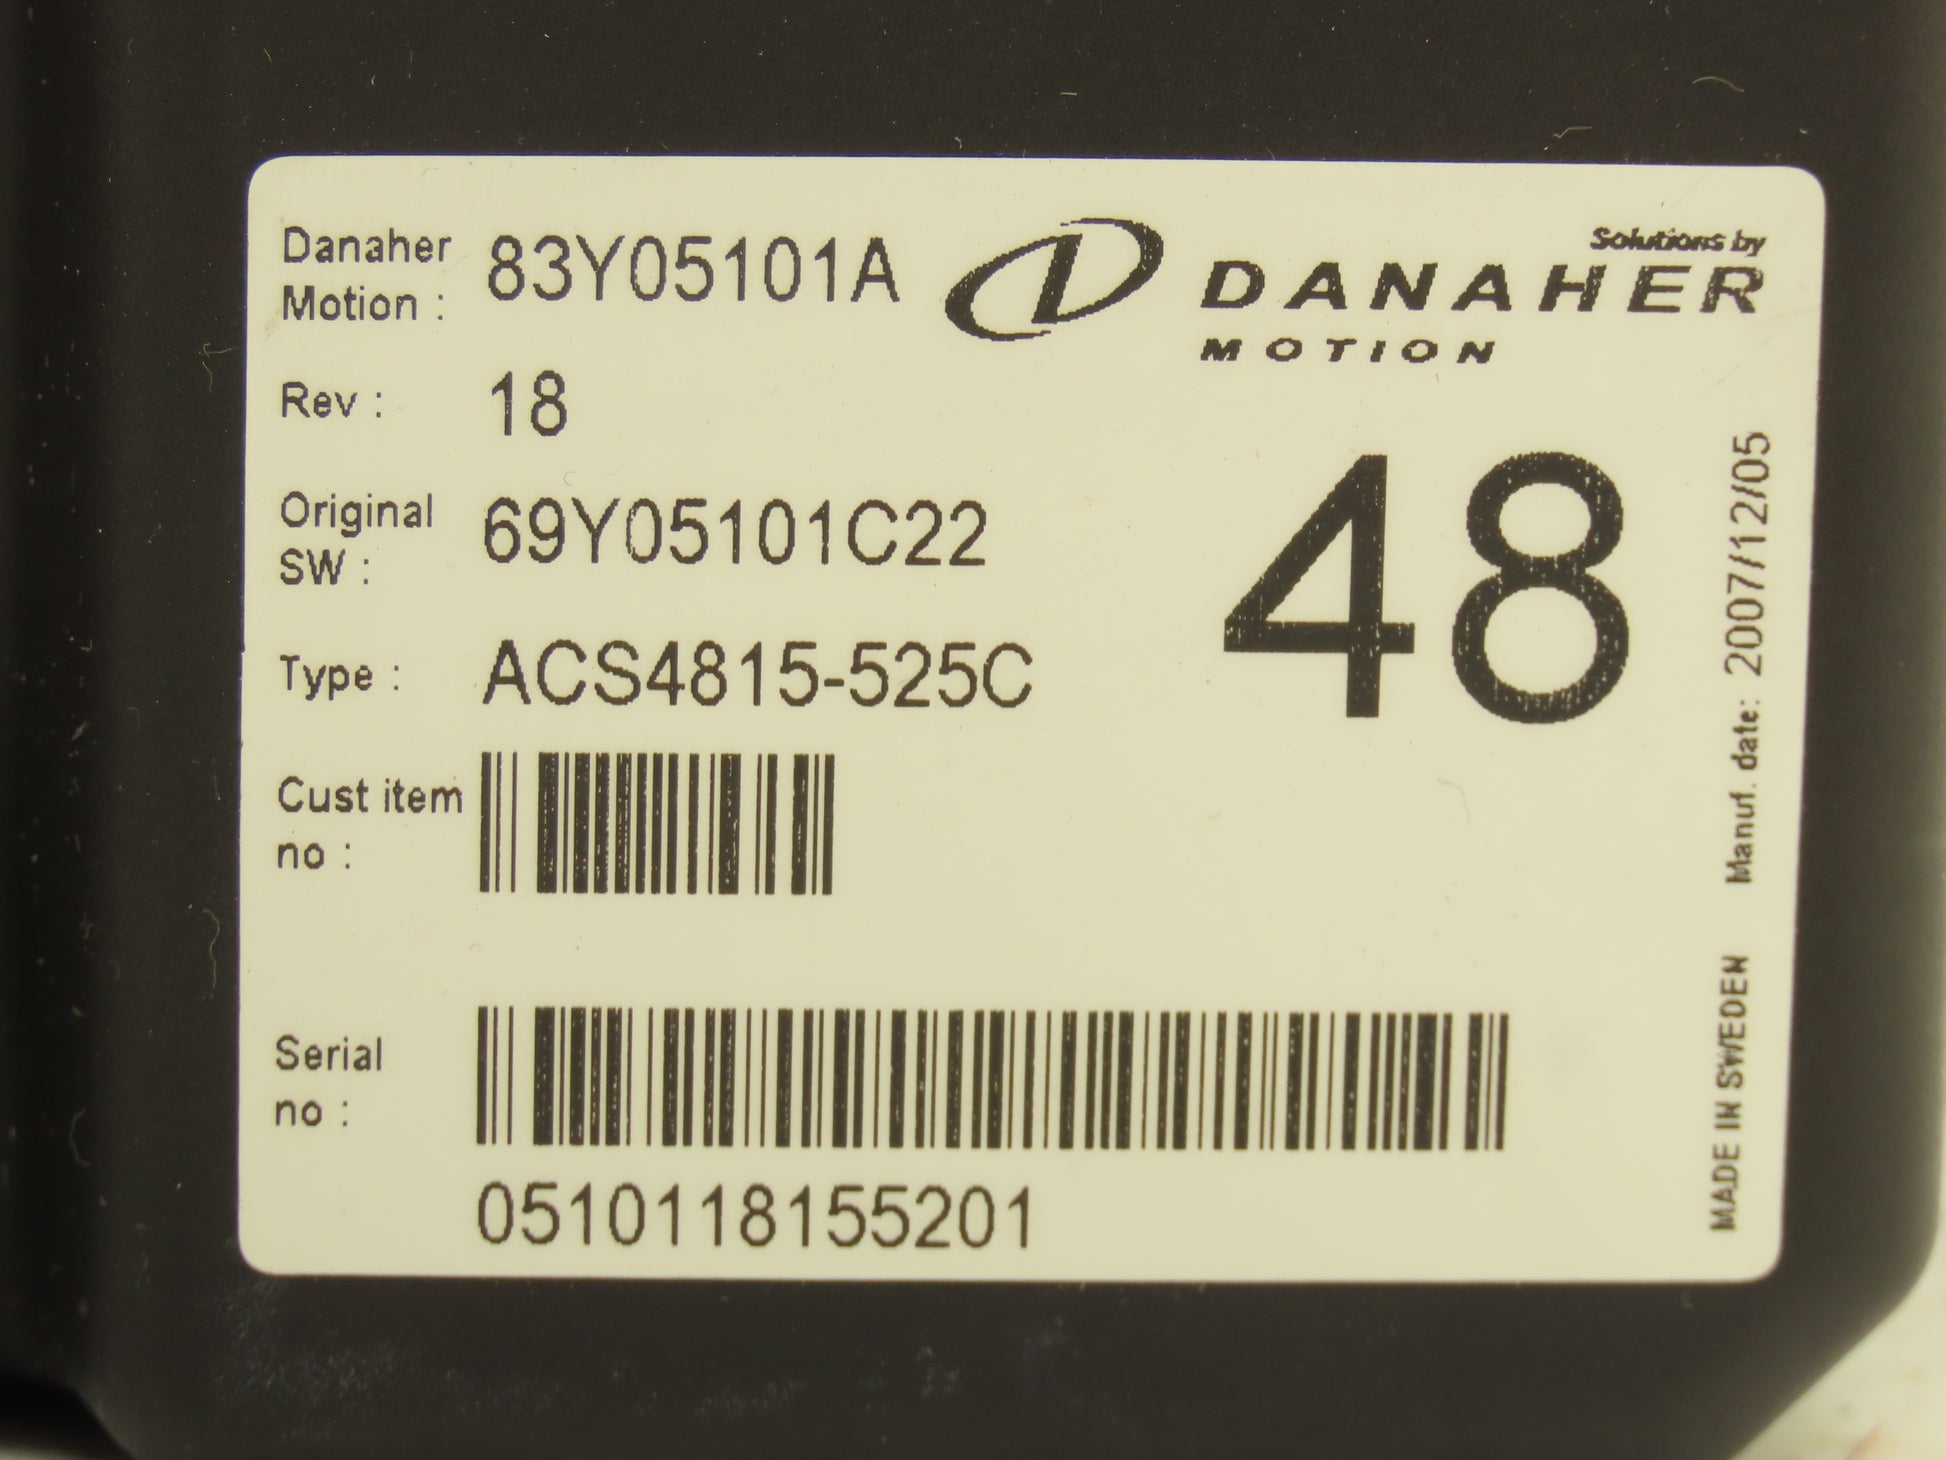 Danaher
Motion :
83Y05101A
Solutions by
DANAHER
MOTION
Rev :
18
Original
SW :
69Y05101C22
48
Type :
ACS4815-525C
Cust item
no :
Serial
no :
0510118155201
MADE IN SWEDEN
Manuf. date: 2007/12/05